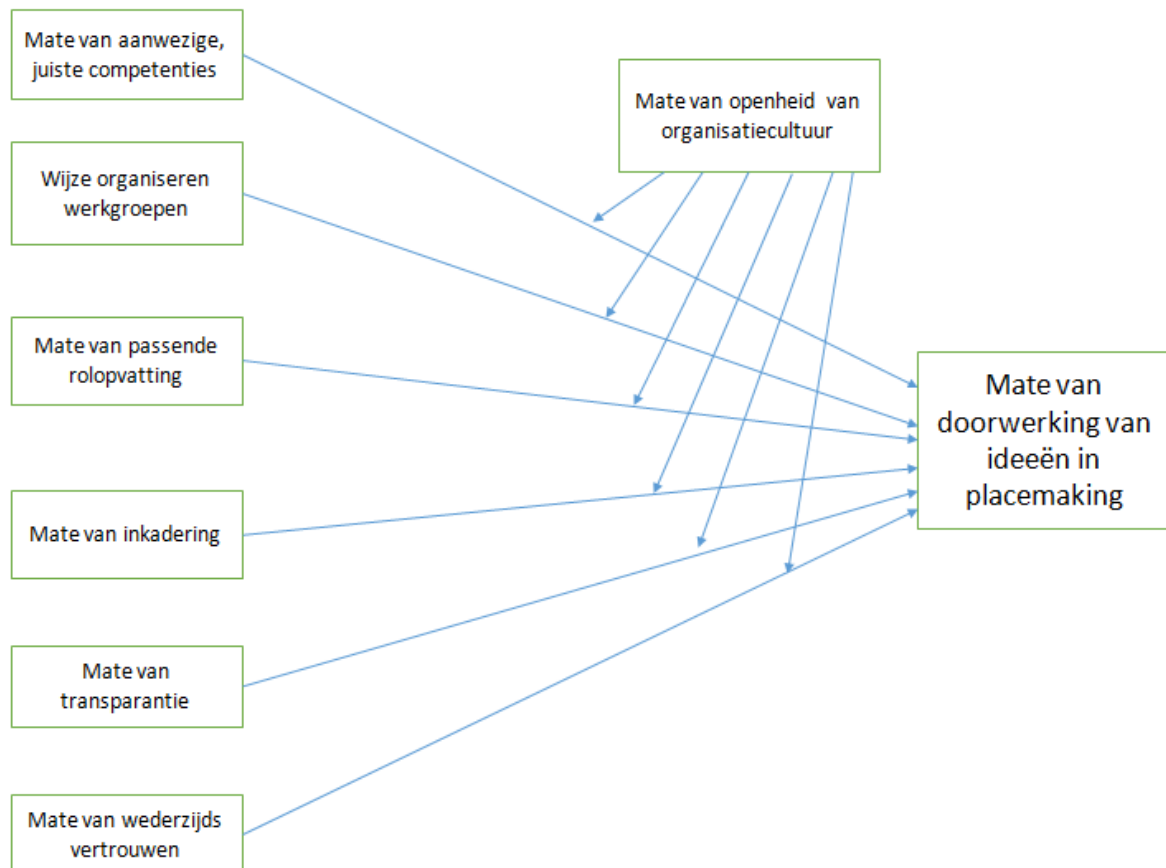 Mate van aanwezige,
juiste competenties
Mate van openheid van
organisatiecultuur
Wijze organiseren
werkgroepen
Mate van passende
rolopvatting
Mate van
doorwerking van
ideeën in
placemaking
Mate van inkadering
Mate van
transparantie
Mate van wederzijds
vertrouwen